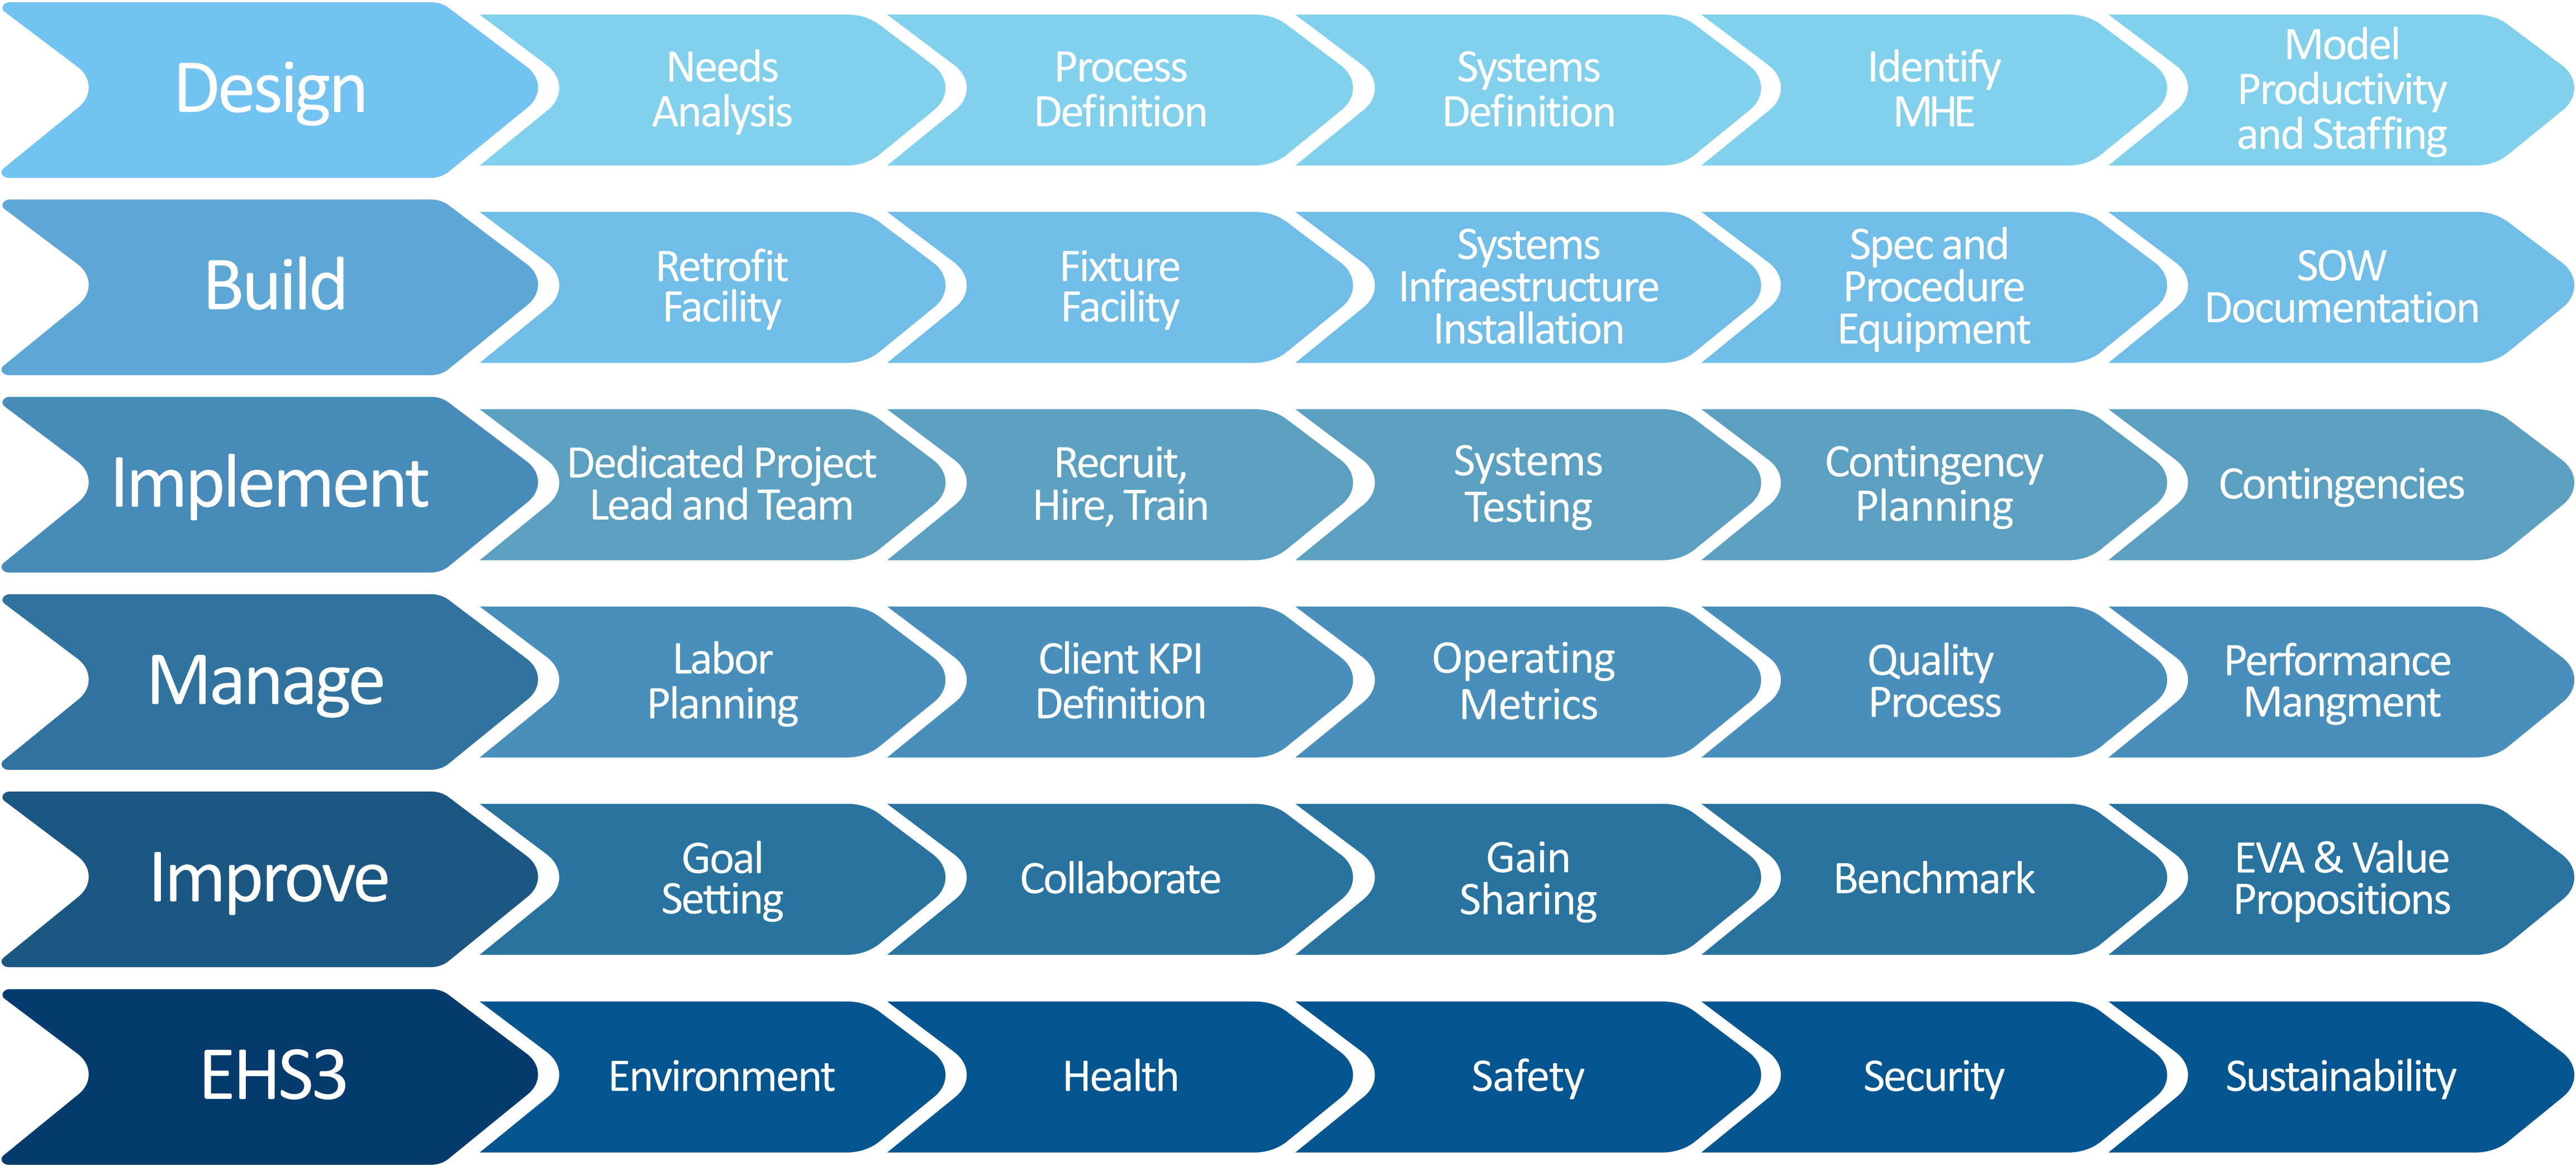 Design
Needs
Analysis
Process
Definition
Systems
Definition
Identify
MHE
Model
Productivity
and Staffing
Build
Retrofit
Facility
Fixture
Facility
Systems
Infraestructure
Installation
Spec and
Procedure
Equipment
SOW
Documentation
Implement
Dedicated Project
Lead and Team
Recruit,
Hire, Train
Systems
Testing
Contingency
Planning
Contingencies
Manage
Labor
Planning
Client KPI
Definition
Operating
Metrics
Quality
Process
Performance
Mangment
Improve
Goal
Setting
Collaborate
Gain
Sharing
Benchmark
EVA & Value
Propositions
EHS3
Environment
Health
Safety
Security
Sustainability